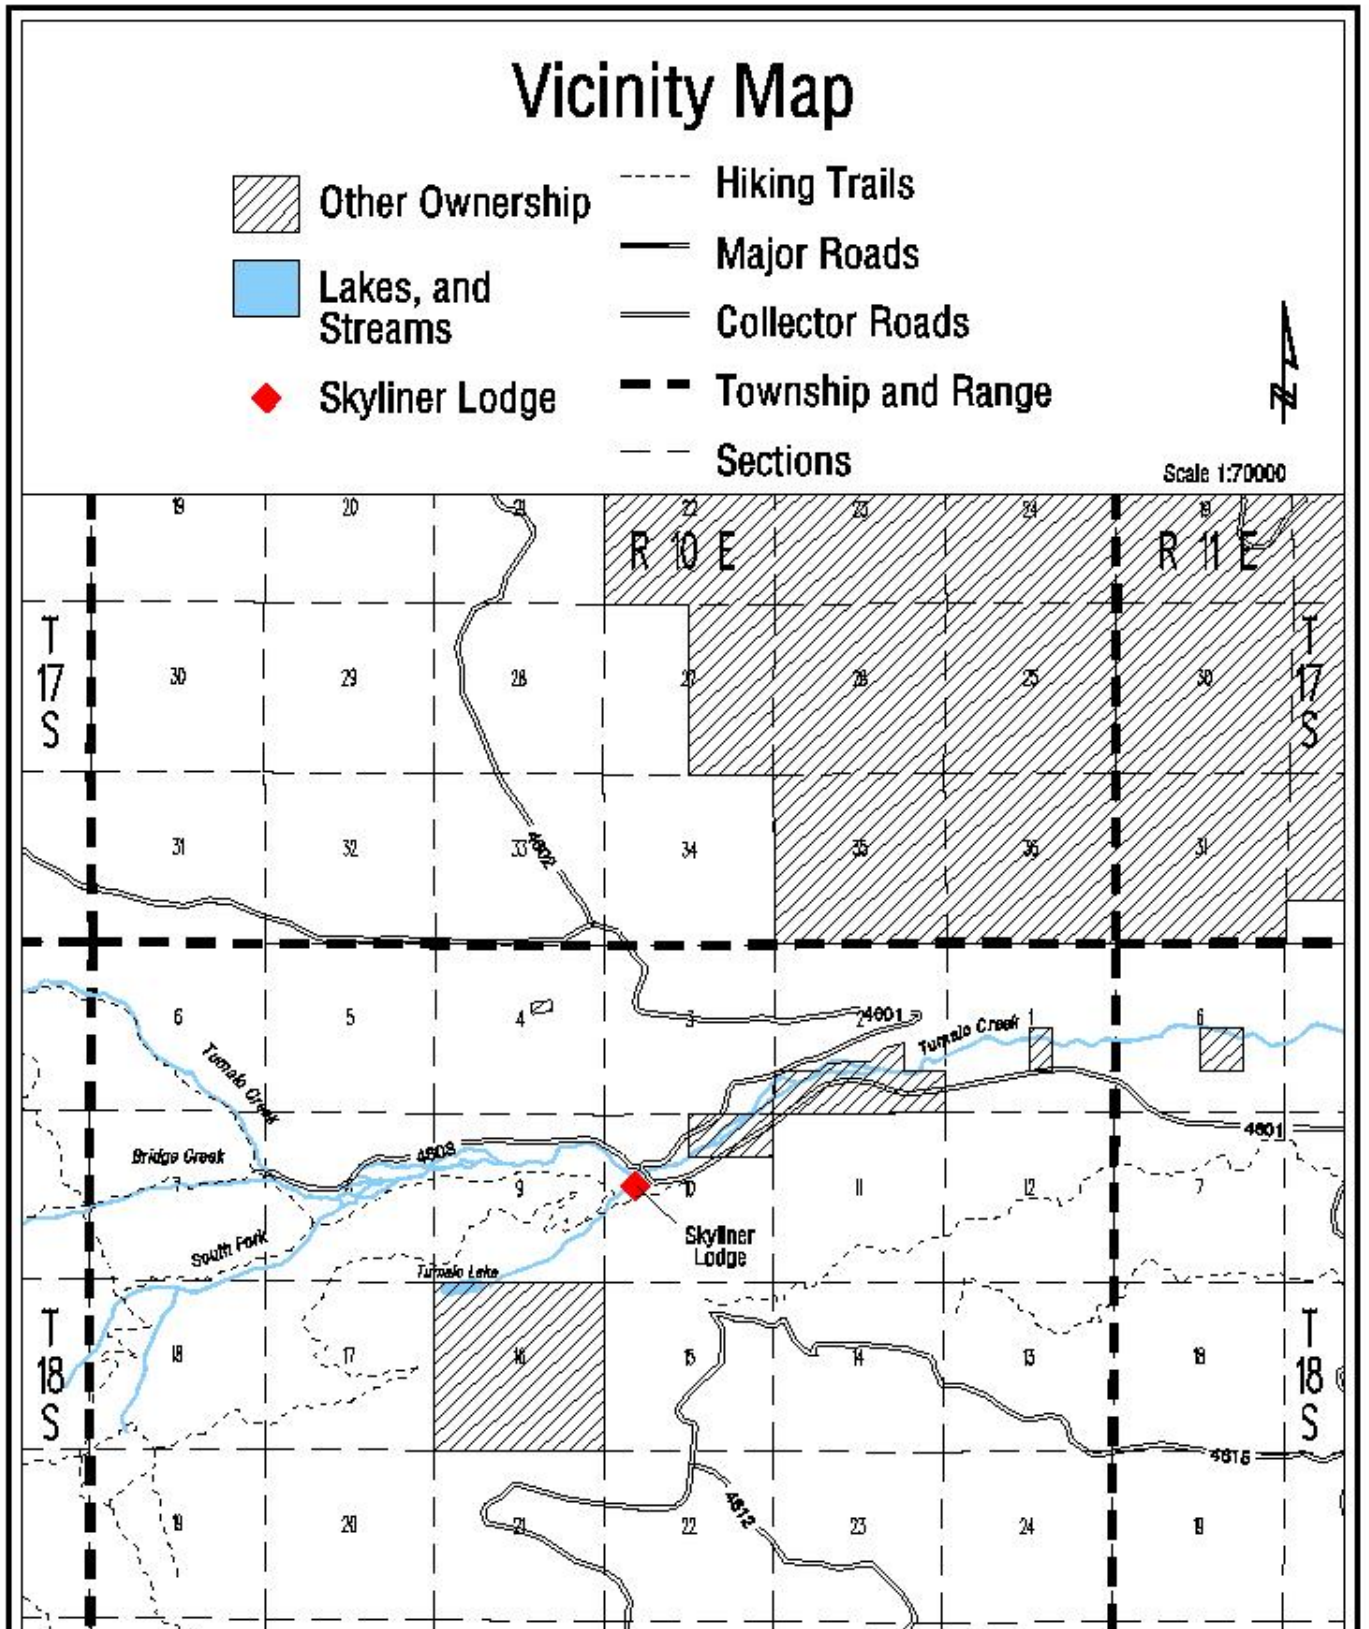 Vicinity Map
Other Ownership
Lakes, and
Streams
Skyliner Lodge
Hiking Trails
Major Roads
Collector Roads
Township and Range
Sections
N
Scale 1:70000
19 20 21 22 23 24 19
R 10 E R 11 E
T
17
S
30 29 28 27 26 25 30
T
17
S
31 32 33 34 35 36 31
4602
6 5 4 3 2 1 6
4601
Tumalo Creek
Tumalo Creek
4601
Bridge Creek
4603
7 9 10 11 12 7
South Fork
Skyliner
Lodge
Tumalo Lake
T
18
S
18 17 16 15 14 13 18
T
18
S
4615
4612
19 20 21 22 23 24 19